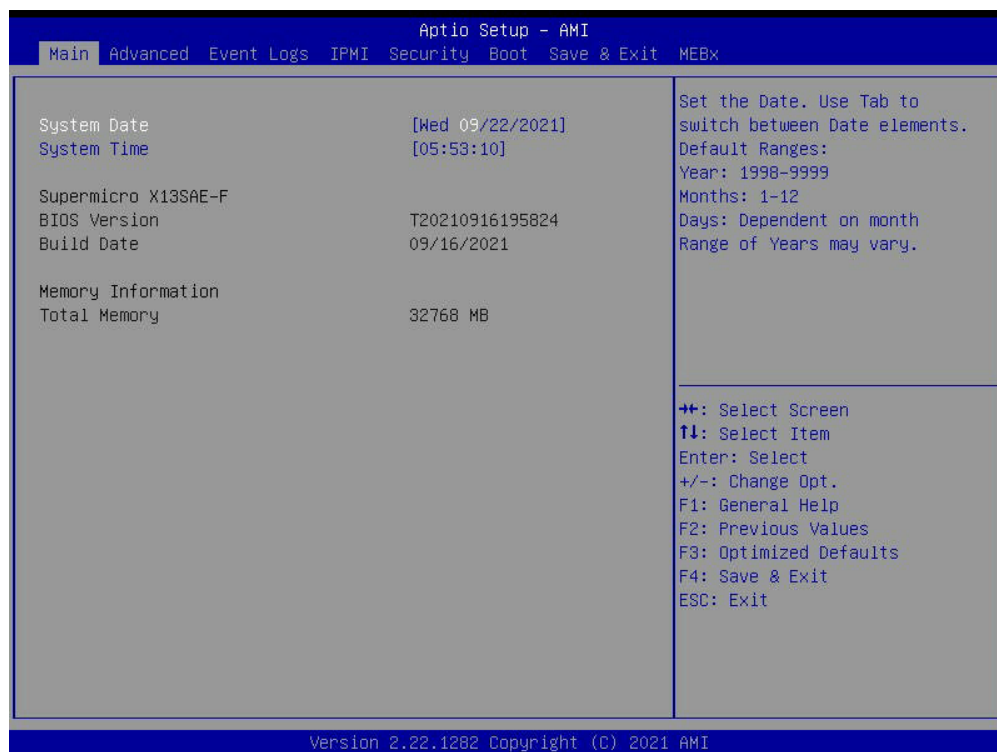 Aptio Setup – AMI
Main Advanced Event Logs IPMI Security Boot Save & Exit MEBx
System Date [Wed 09/22/2021]
System Time [05:53:10]
Supermicro X13SAE-F
BIOS Version T20210916195824
Build Date 09/16/2021
Memory Information
Total Memory 32768 MB
Set the Date. Use Tab to
switch between Date elements.
Default Ranges:
Year: 1998-9999
Months: 1-12
Days: Dependent on month
Range of Years may vary.
→←: Select Screen
↑↓: Select Item
Enter: Select
+/-: Change Opt.
F1: General Help
F2: Previous Values
F3: Optimized Defaults
F4: Save & Exit
ESC: Exit
Version 2.22.1282 Copyright (C) 2021 AMI